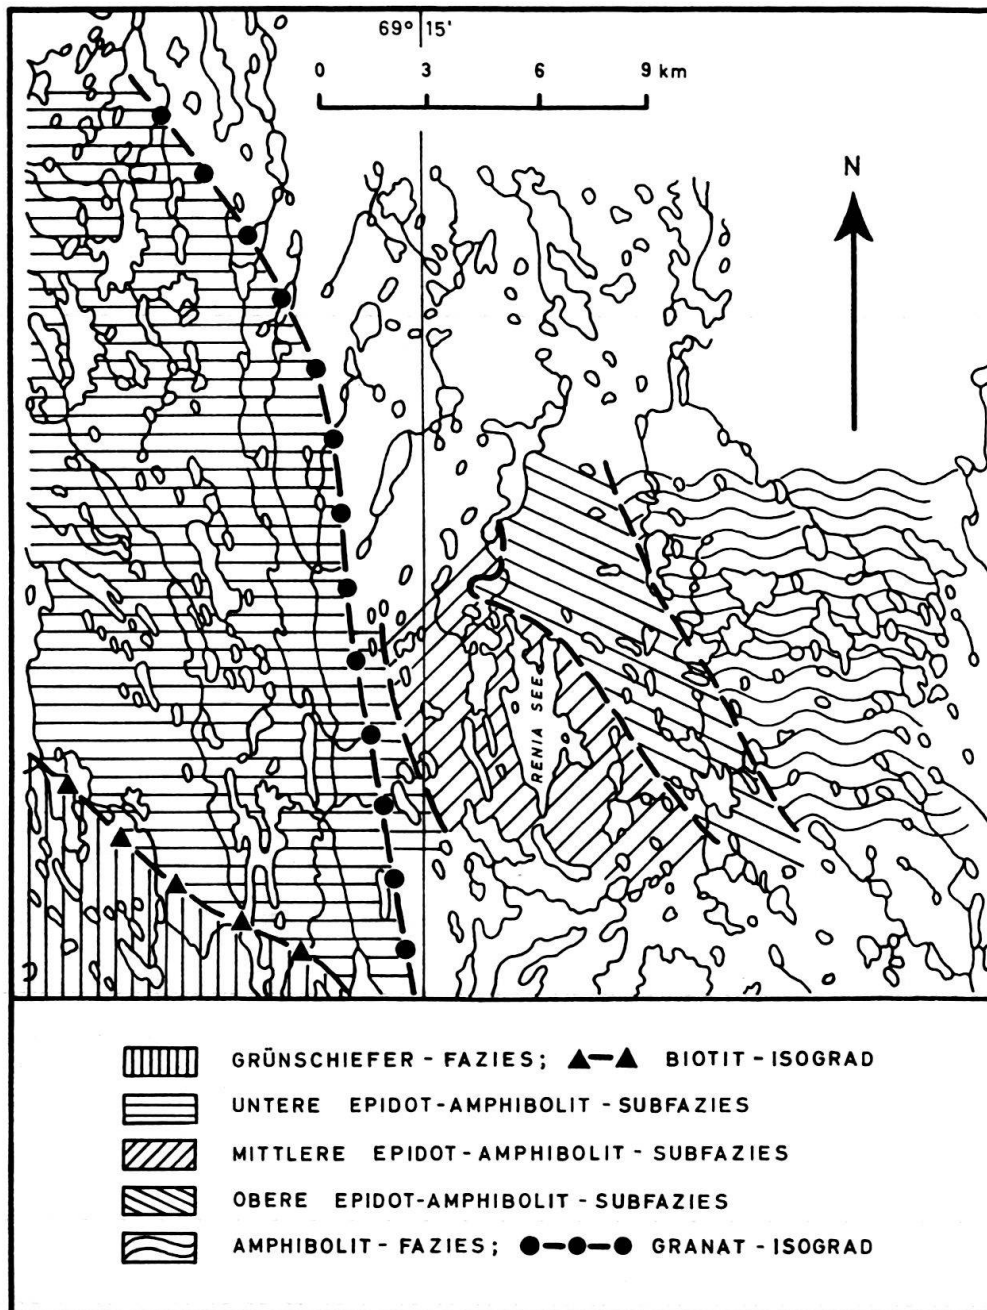 69° 15'
0 3 6 9 km
N
RENIA SEE
GRÜNSCHIEFER - FAZIES; BIOTIT - ISOGRAD
UNTERE EPIDOT-AMPHIBOLIT - SUBFAZIES
MITTLERE EPIDOT-AMPHIBOLIT - SUBFAZIES
OBERE EPIDOT-AMPHIBOLIT - SUBFAZIES
AMPHIBOLIT - FAZIES; GRANAT - ISOGRAD